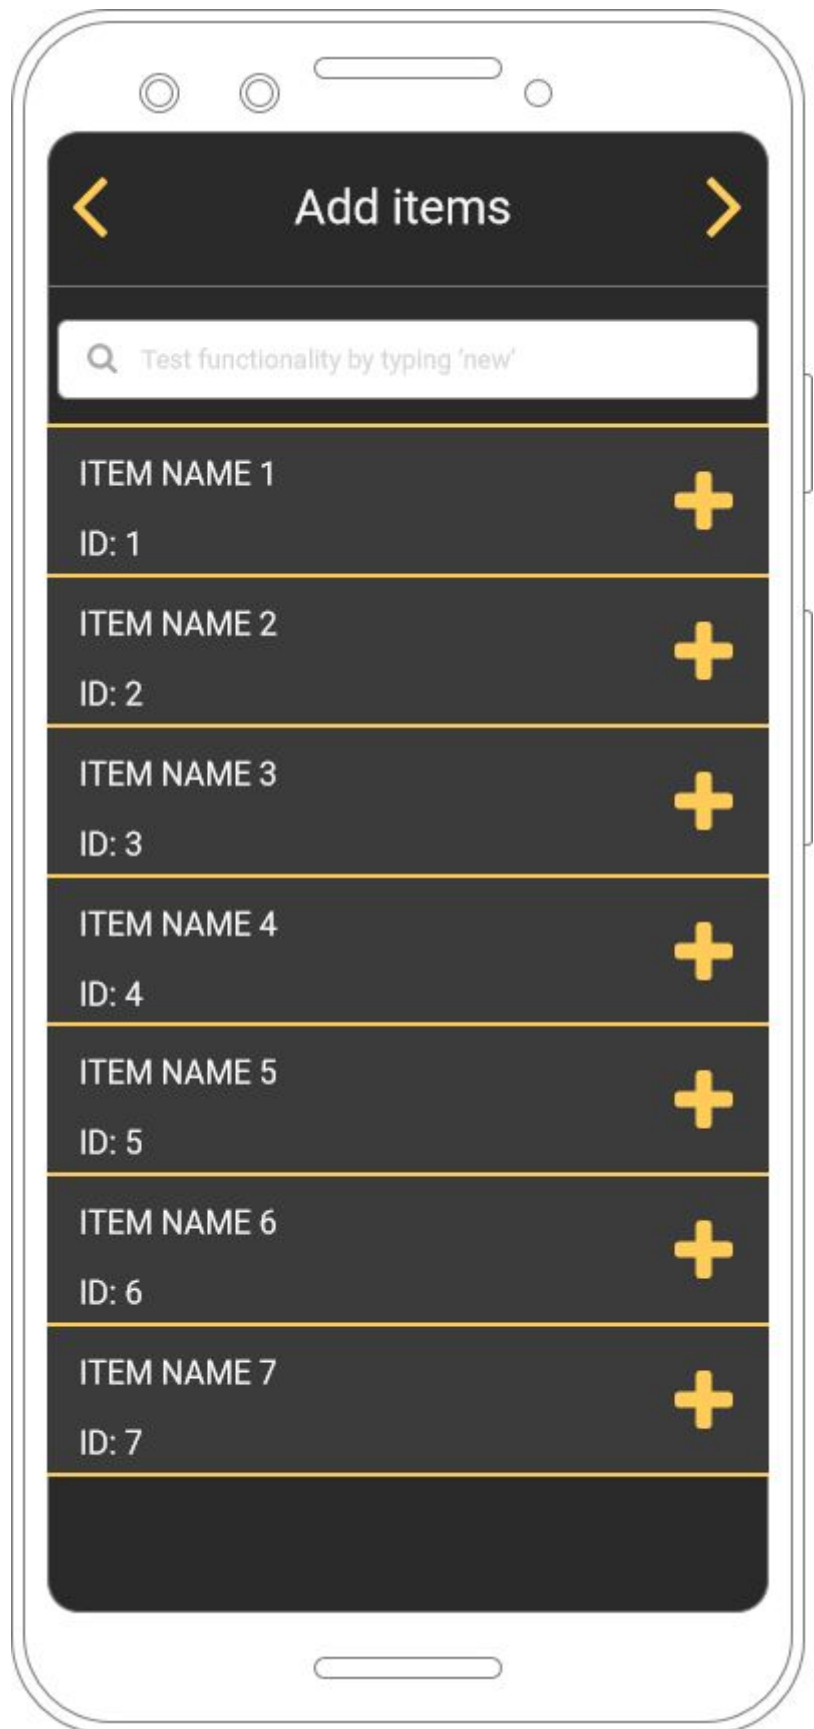 Add items
Test functionality by typing 'new'
ITEM NAME 1
ID: 1
ITEM NAME 2
ID: 2
ITEM NAME 3
ID: 3
ITEM NAME 4
ID: 4
ITEM NAME 5
ID: 5
ITEM NAME 6
ID: 6
ITEM NAME 7
ID: 7